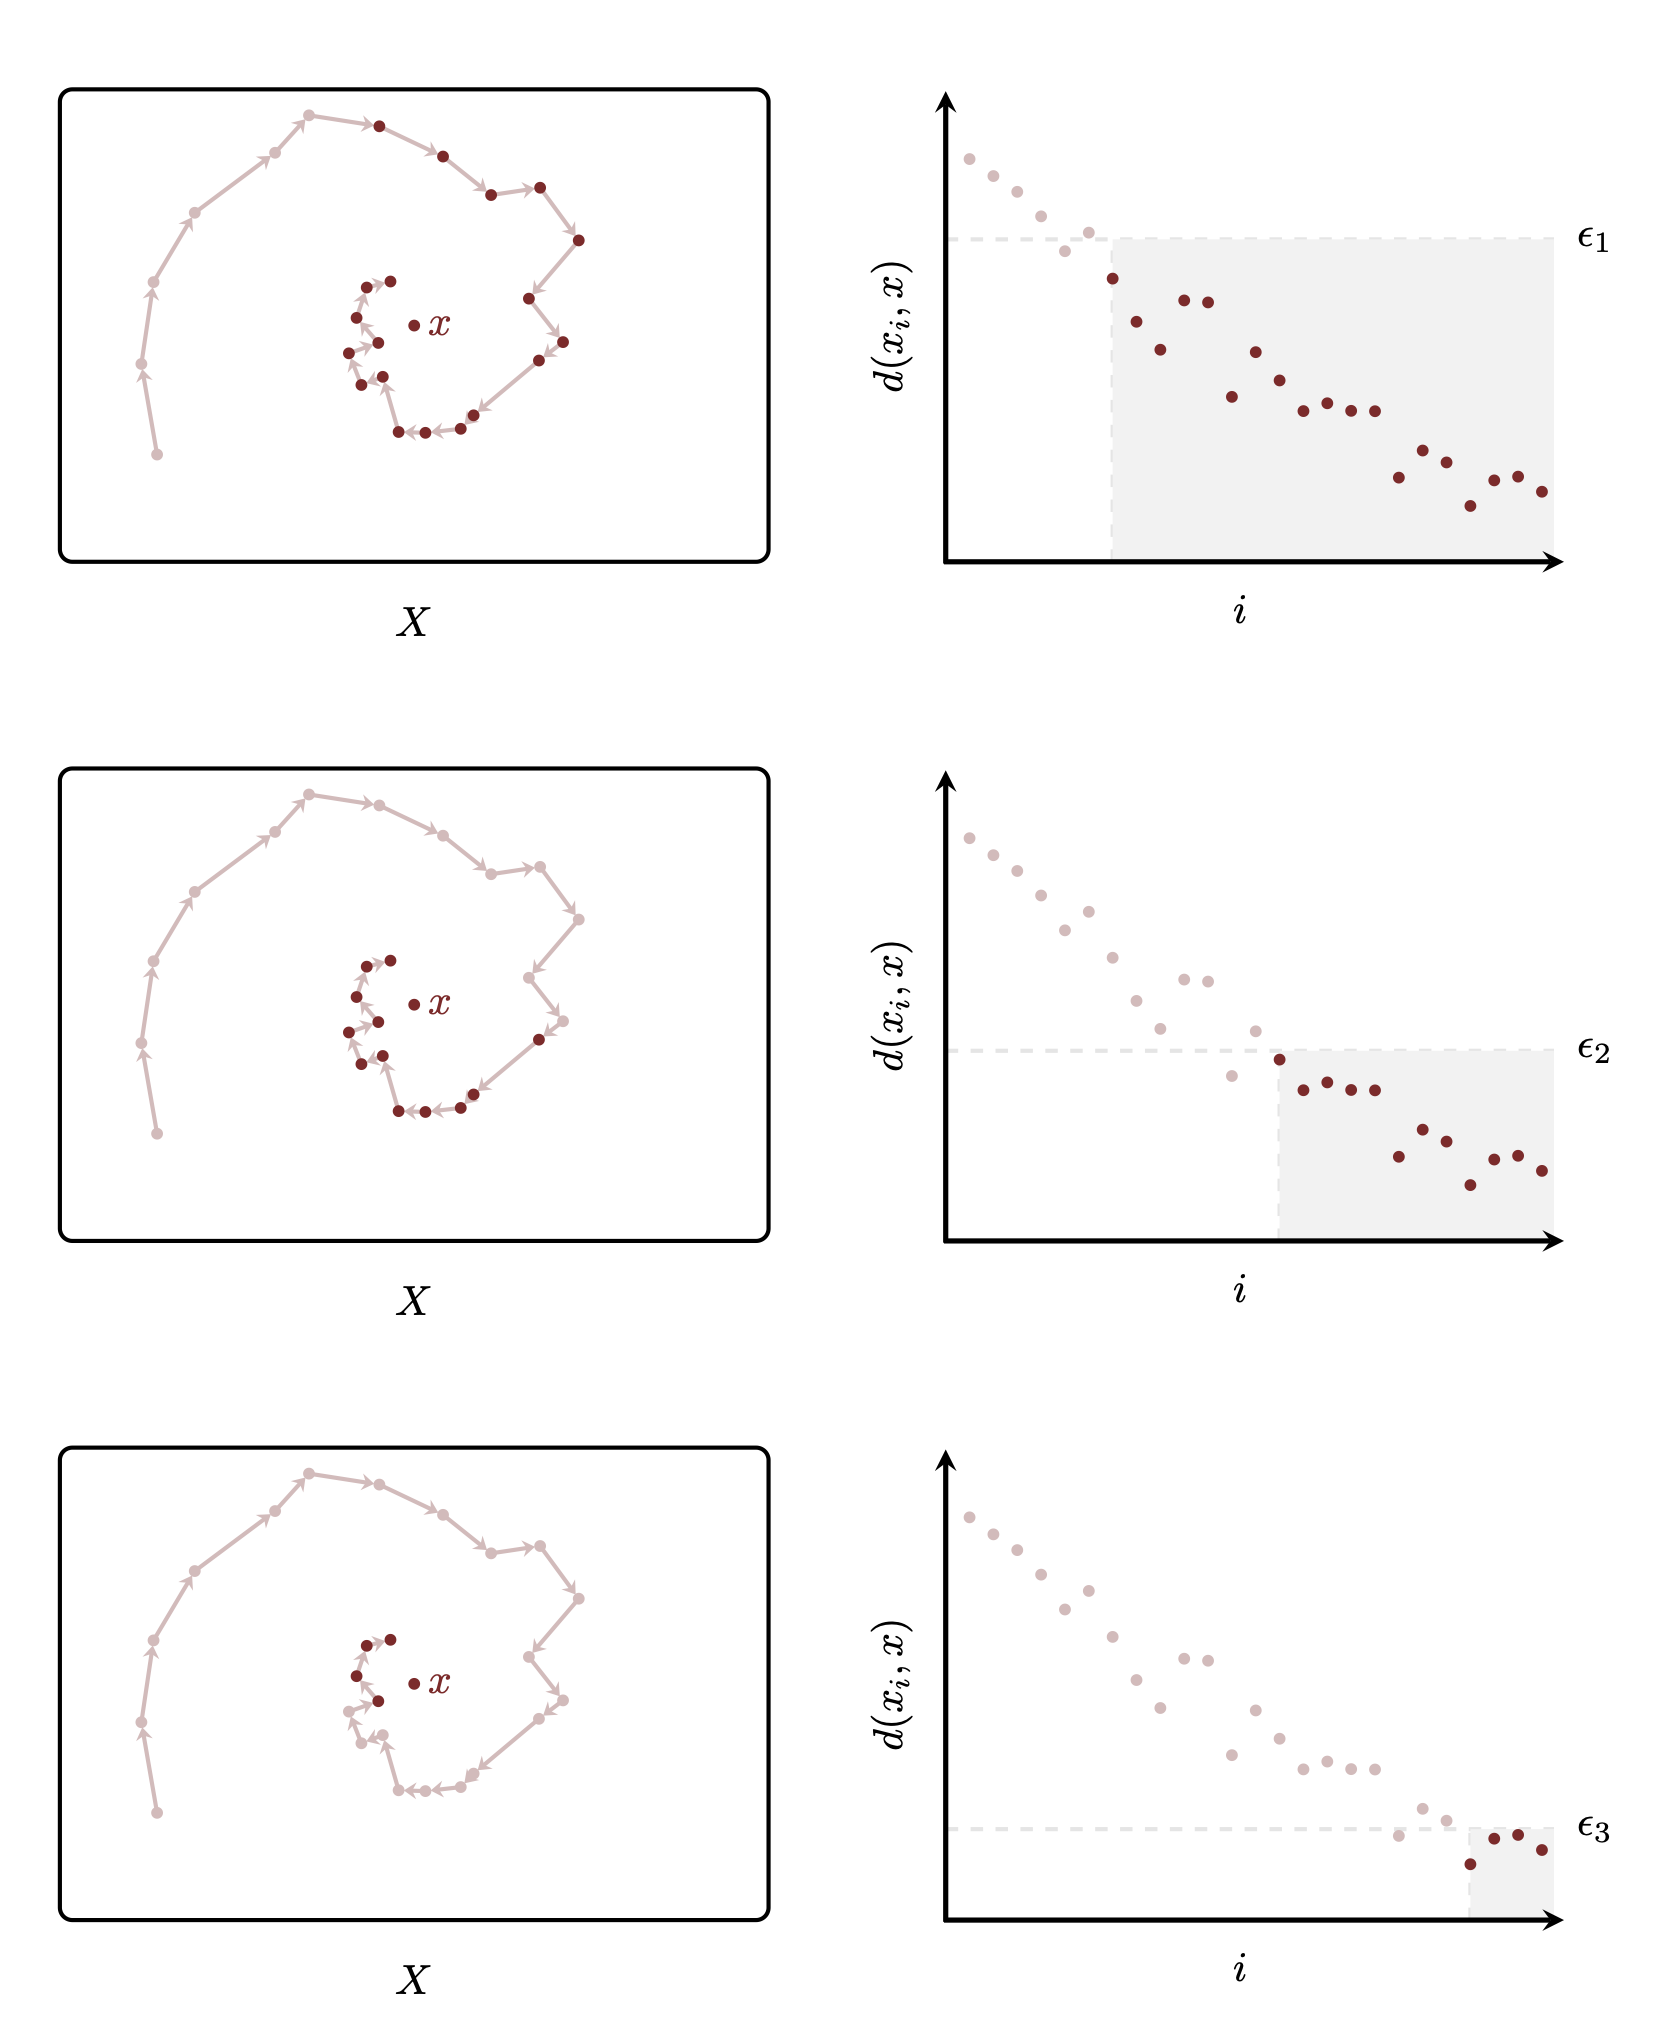 x
X
d(x_i, x)
ϵ_1
i
x
X
d(x_i, x)
ϵ_2
i
x
X
d(x_i, x)
ϵ_3
i